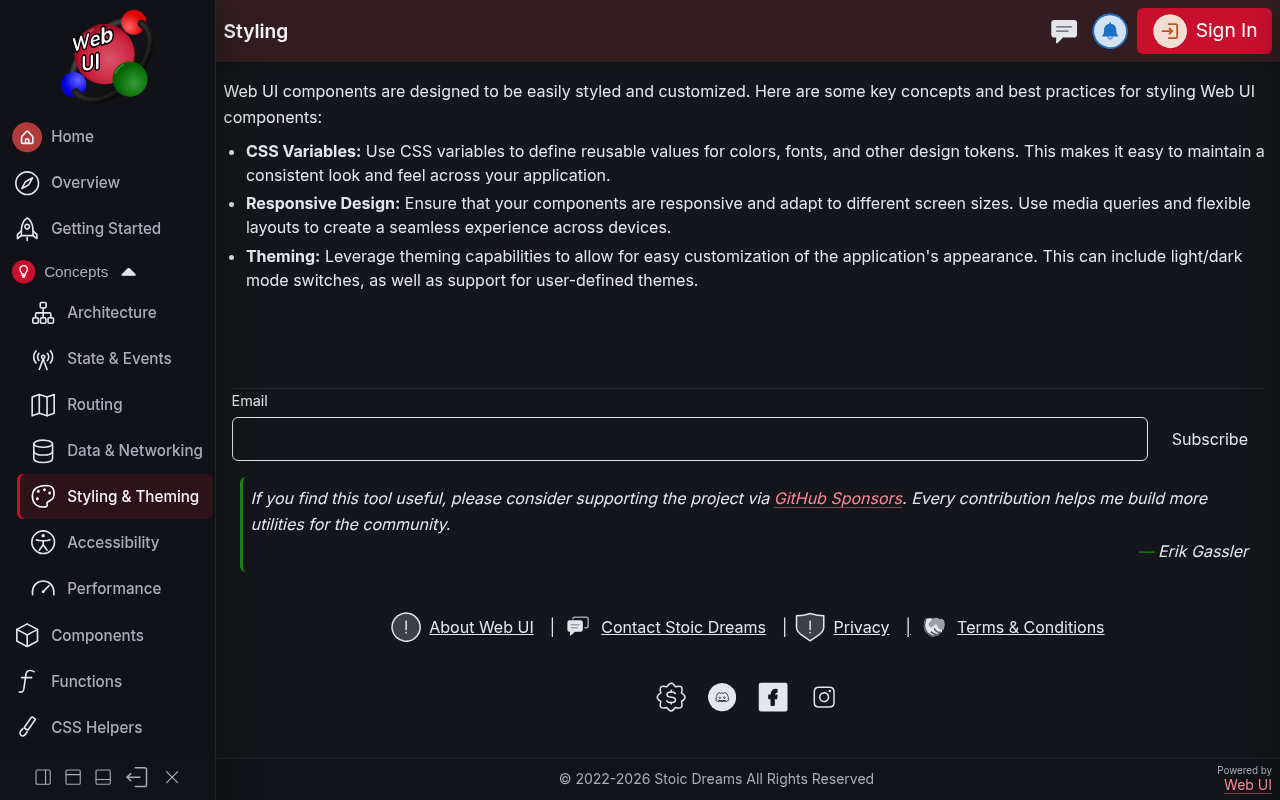 Web
UI
Home
Overview
Getting Started
Concepts
Architecture
State & Events
Routing
Data & Networking
Styling & Theming
Accessibility
Performance
Components
Functions
CSS Helpers
Styling
Sign In
Web UI components are designed to be easily styled and customized. Here are some key concepts and best practices for styling Web UI
components:
• CSS Variables: Use CSS variables to define reusable values for colors, fonts, and other design tokens. This makes it easy to maintain a
consistent look and feel across your application.
• Responsive Design: Ensure that your components are responsive and adapt to different screen sizes. Use media queries and flexible
layouts to create a seamless experience across devices.
• Theming: Leverage theming capabilities to allow for easy customization of the application's appearance. This can include light/dark
mode switches, as well as support for user-defined themes.
Email
Subscribe
If you find this tool useful, please consider supporting the project via GitHub Sponsors. Every contribution helps me build more
utilities for the community.
— Erik Gassler
About Web UI | Contact Stoic Dreams | Privacy | Terms & Conditions
© 2022-2026 Stoic Dreams All Rights Reserved
Powered by
Web UI